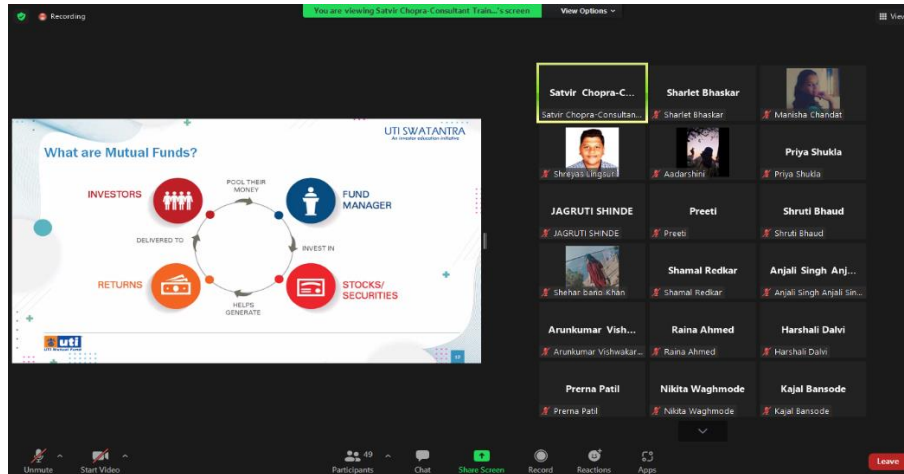 Recording
You are viewing Satvir Chopra-Consultant Train...'s screen
View Options
View
UTI SWATANTRA
An investor education initiative
What are Mutual Funds?
INVESTORS
POOL THEIR
MONEY
FUND
MANAGER
DELIVERED TO
INVEST IN
RETURNS
STOCKS/
SECURITIES
HELPS
GENERATE
uti
UTI Mutual Fund
Satvir Chopra-C...
Satvir Chopra-Consultan...
Sharlet Bhaskar
Sharlet Bhaskar
Manisha Chandat
Shreyas Lingsur
Aadarshini
Priya Shukla
Priya Shukla
JAGRUTI SHINDE
JAGRUTI SHINDE
Preeti
Preeti
Shruti Bhaud
Shruti Bhaud
Shehar bano Khan
Shamal Redkar
Shamal Redkar
Anjali Singh Anj...
Anjali Singh Anjali Sin...
Arunkumar Vish...
Arunkumar Vishwakar...
Raina Ahmed
Raina Ahmed
Harshali Dalvi
Harshali Dalvi
Prerna Patil
Prerna Patil
Nikita Waghmode
Nikita Waghmode
Kajal Bansode
Kajal Bansode
Unmute
Start Video
49
Participants
Chat
Share Screen
Record
Reactions
Apps
Leave